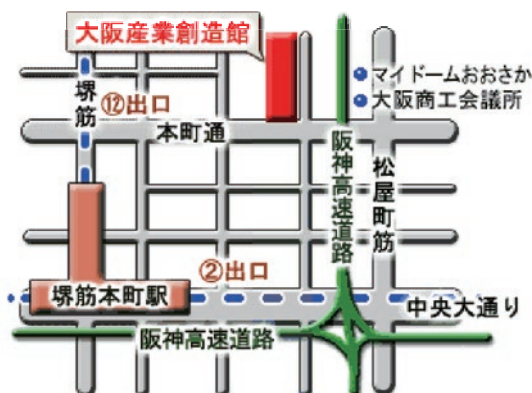 大阪産業創造館
マイドームおおさか
大阪商工会議所
堺筋
⑫出口
本町通
阪神高速道路
松屋町筋
②出口
堺筋本町駅
中央大通り
阪神高速道路